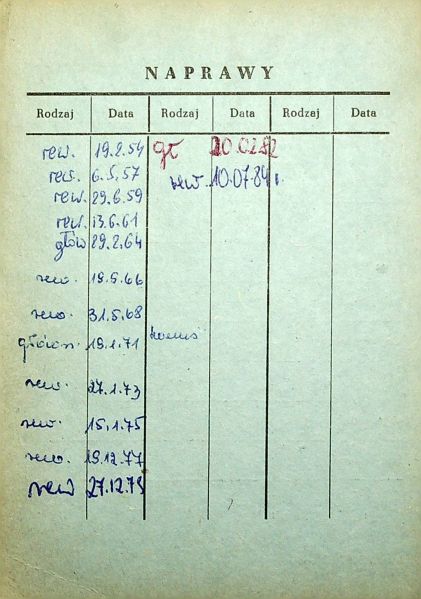 NAPRAWY
Rodzaj Data Rodzaj Data Rodzaj Data
rew. 19.2.54 gł 20.02.82
rew. 6.5.57 rew 10.07.84 r.
rew. 29.6.59
rew. 13.6.61
głów 29.2.64
rew. 19.5.66
rew. 31.5.68
główn. 19.1.71
rew. 27.1.73
rew. 15.1.75
rew. 19.12.77
rew 27.12.79